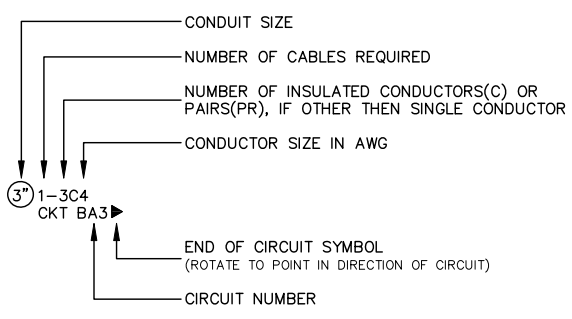 CONDUIT SIZE
NUMBER OF CABLES REQUIRED
NUMBER OF INSULATED CONDUCTORS(C) OR
PAIRS(PR), IF OTHER THEN SINGLE CONDUCTOR
CONDUCTOR SIZE IN AWG
3" 1-3C4
CKT BA3
END OF CIRCUIT SYMBOL
(ROTATE TO POINT IN DIRECTION OF CIRCUIT)
CIRCUIT NUMBER